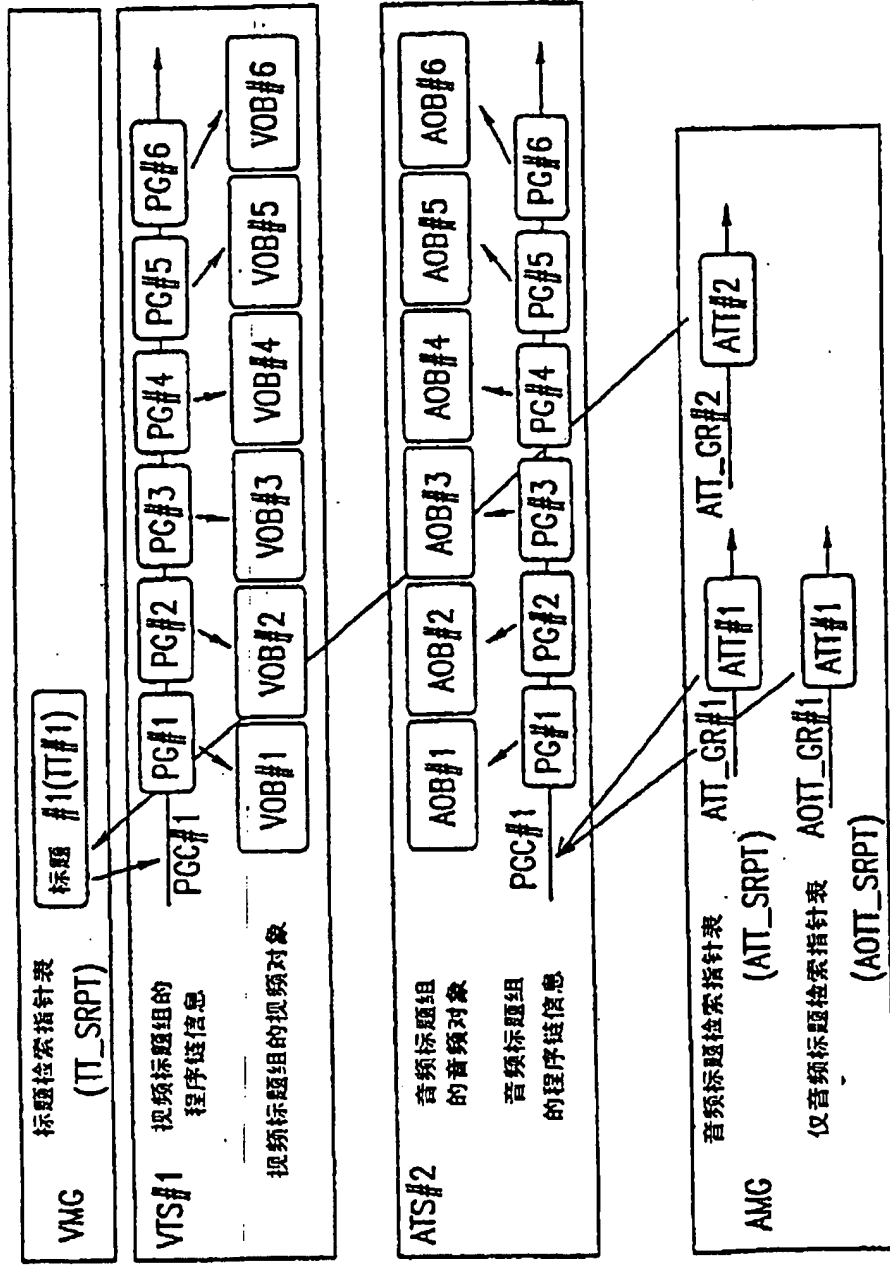 VMG
标题检索指针表
(TT_SRPT)
标题 #1(TT#1)
VTS#1
视频标题组的
程序链信息
PGC#1
PG#1
PG#2
PG#3
PG#4
PG#5
PG#6
视频标题组的视频对象
VOB#1
VOB#2
VOB#3
VOB#4
VOB#5
VOB#6
ATS#2
音频标题组
的音频对象
AOB#1
AOB#2
AOB#3
AOB#4
AOB#5
AOB#6
音频标题组
的程序链信息
PGC#1
PG#1
PG#2
PG#3
PG#4
PG#5
PG#6
AMG
音频标题检索指针表
(ATT_SRPT)
ATT_GR#1
ATT#1
ATT_GR#2
ATT#2
仅音频标题检索指针表
(AOTT_SRPT)
AOTT_GR#1
ATT#1